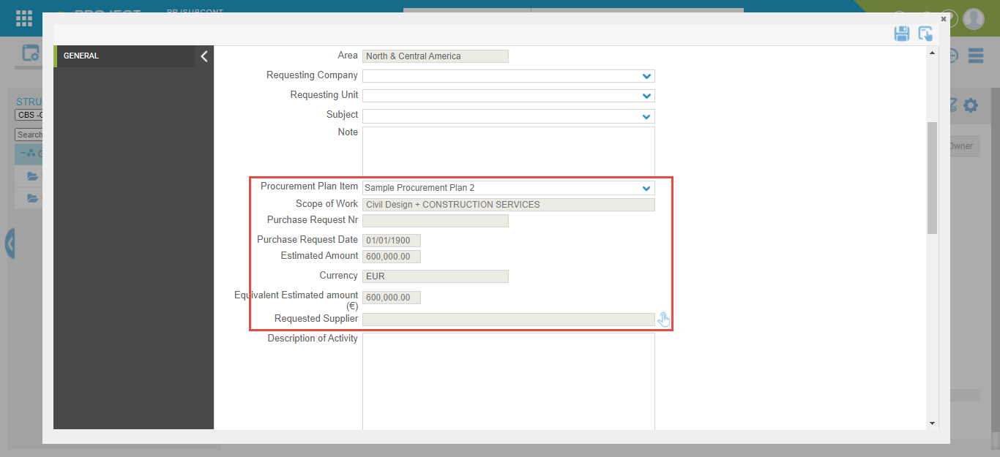 PROJECT
PRJSUBCONT
GENERAL
STRU
CBS -C
Search
Owner
Area North & Central America
Requesting Company
Requesting Unit
Subject
Note
Procurement Plan Item Sample Procurement Plan 2
Scope of Work Civil Design + CONSTRUCTION SERVICES
Purchase Request Nr
Purchase Request Date 01/01/1900
Estimated Amount 600,000.00
Currency EUR
Equivalent Estimated amount
(€) 600,000.00
Requested Supplier
Description of Activity